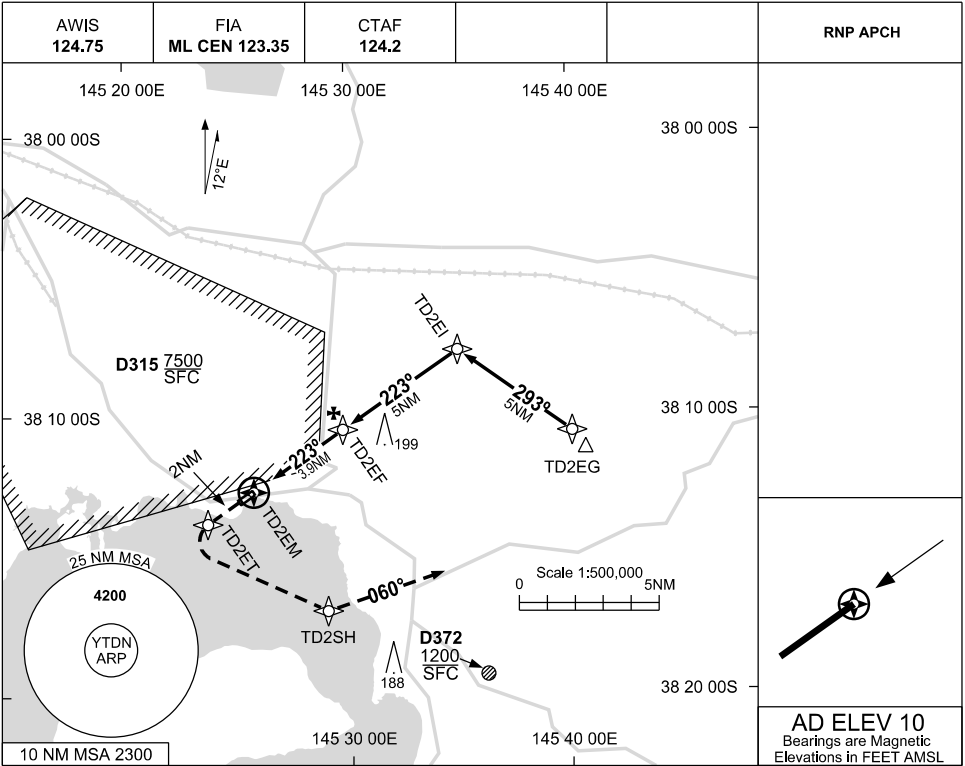 AWIS
124.75
FIA
ML CEN 123.35
CTAF
124.2
RNP APCH
145 20 00E
145 30 00E
145 40 00E
38 00 00S
38 00 00S
12°E
TD2EI
D315 7500
SFC
223°
5NM
293°
5NM
38 10 00S
38 10 00S
199
TD2EF
TD2EG
223°
3.9NM
2NM
TD2EM
TD2ET
25 NM MSA
4200
YTDN
ARP
Scale 1:500,000
0
5NM
060°
TD2SH
D372
1200
SFC
188
38 20 00S
145 30 00E
145 40 00E
10 NM MSA 2300
AD ELEV 10
Bearings are Magnetic
Elevations in FEET AMSL